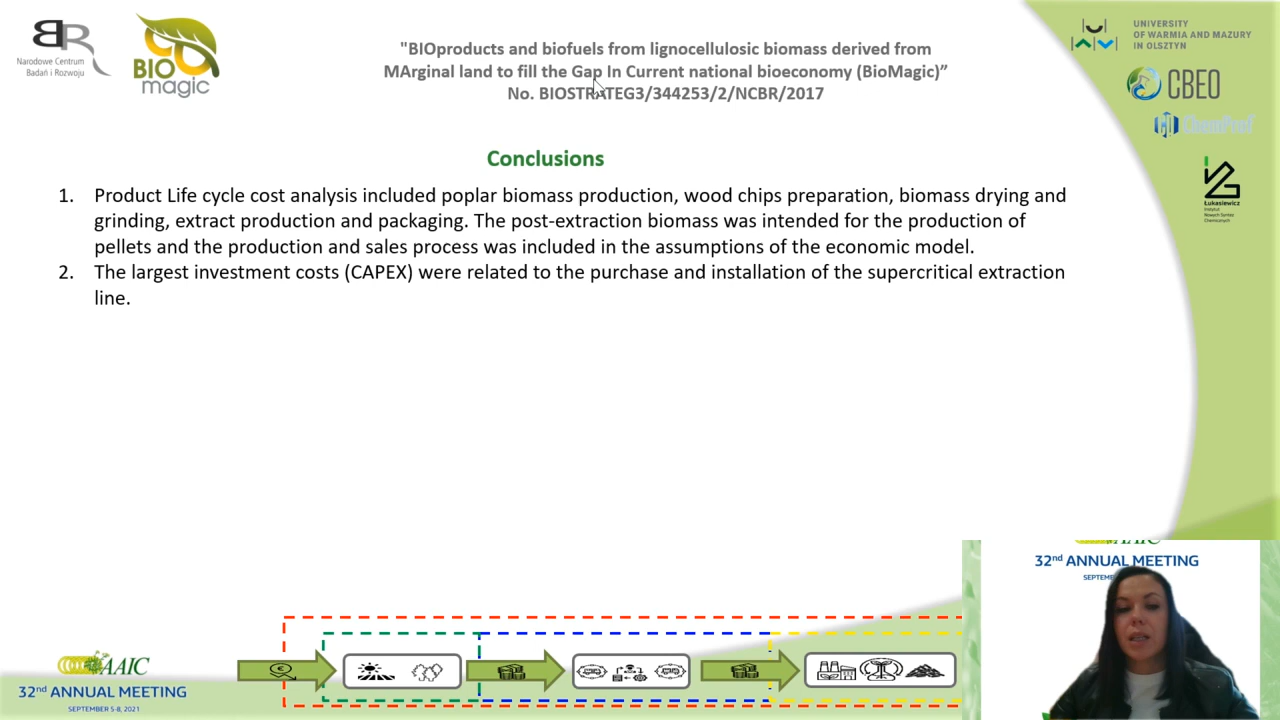 Narodowe Centrum
Badań i Rozwoju
BIO
magic
"BIOproducts and biofuels from lignocellulosic biomass derived from
MArginal land to fill the Gap In Current national bioeconomy (BioMagic)”
No. BIOSTRATEG3/344253/2/NCBR/2017
UNIVERSITY
OF WARMIA AND MAZURY
IN OLSZTYN
CBEO
Łukasiewicz
Instytut
Nowych Syntez
Chemicznych
Conclusions
1. Product Life cycle cost analysis included poplar biomass production, wood chips preparation, biomass drying and
grinding, extract production and packaging. The post-extraction biomass was intended for the production of
pellets and the production and sales process was included in the assumptions of the economic model.
2. The largest investment costs (CAPEX) were related to the purchase and installation of the supercritical extraction
line.
AAIC
32nd ANNUAL MEETING
SEPTEMBER 5-8, 2021
AAIC
32nd ANNUAL MEETING